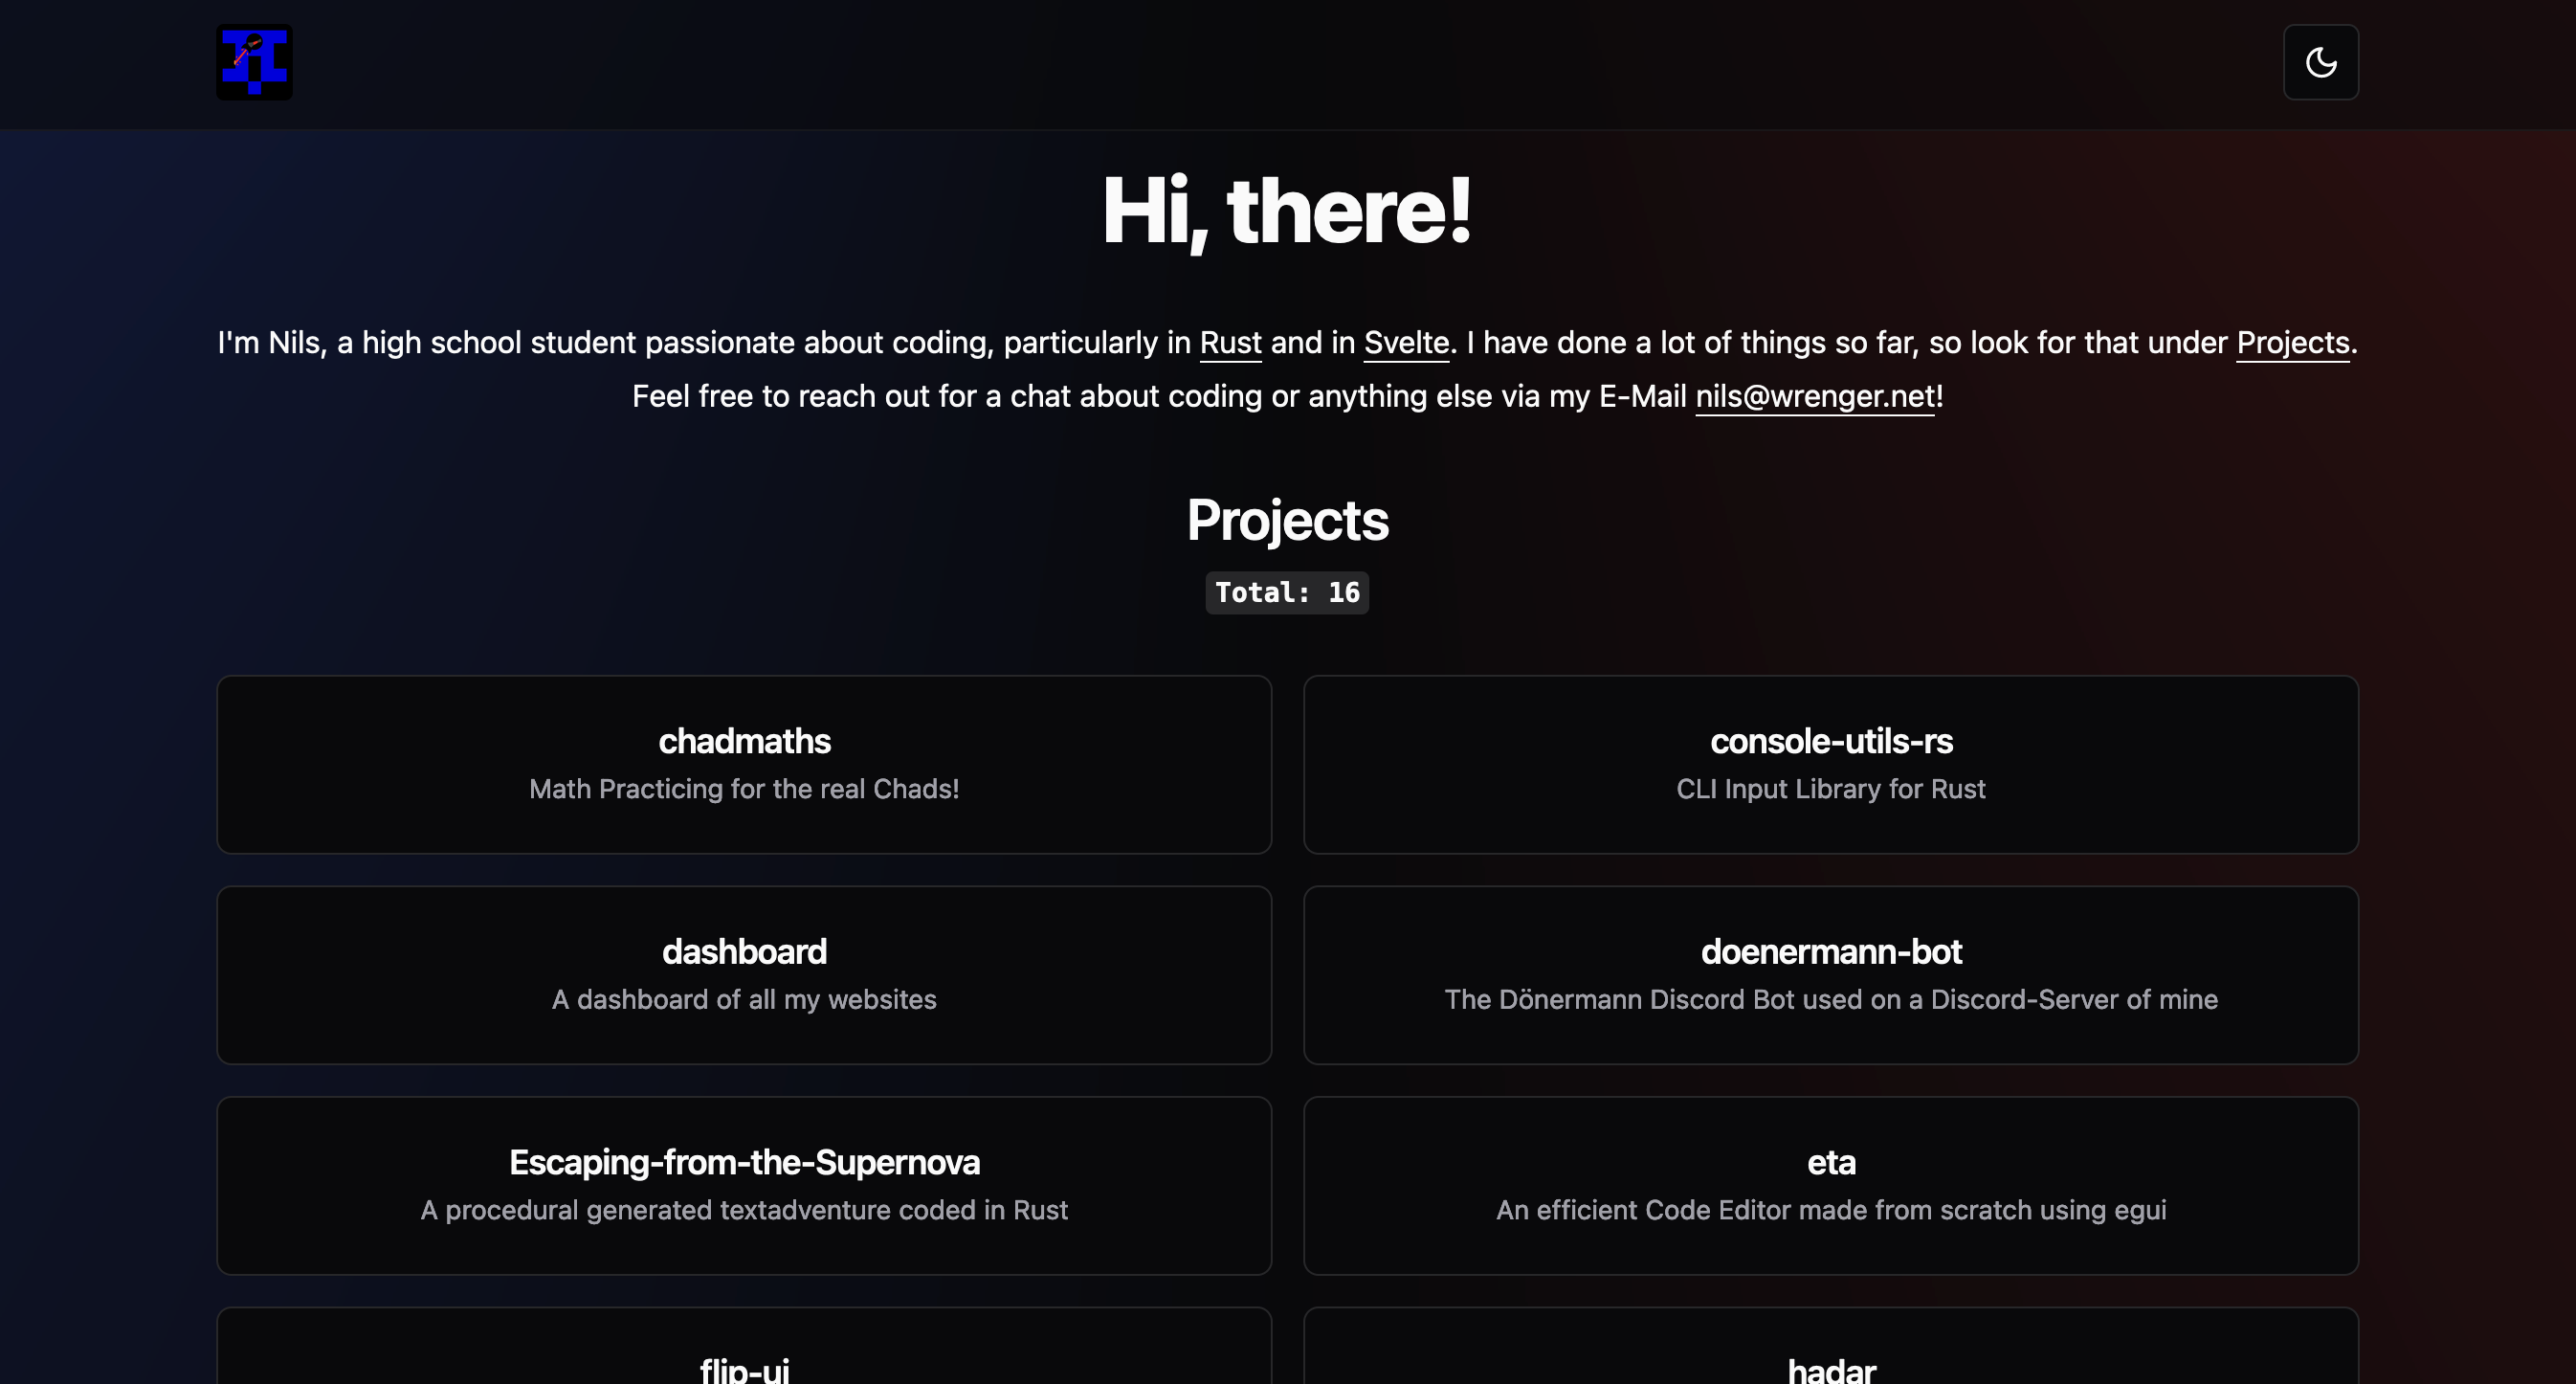 Hi, there!
I'm Nils, a high school student passionate about coding, particularly in Rust and in Svelte. I have done a lot of things so far, so look for that under Projects.
Feel free to reach out for a chat about coding or anything else via my E-Mail nils@wrenger.net!
Projects
Total: 16
chadmaths
Math Practicing for the real Chads!
console-utils-rs
CLI Input Library for Rust
dashboard
A dashboard of all my websites
doenermann-bot
The Dönermann Discord Bot used on a Discord-Server of mine
Escaping-from-the-Supernova
A procedural generated textadventure coded in Rust
eta
An efficient Code Editor made from scratch using egui
flip-ui
hadar